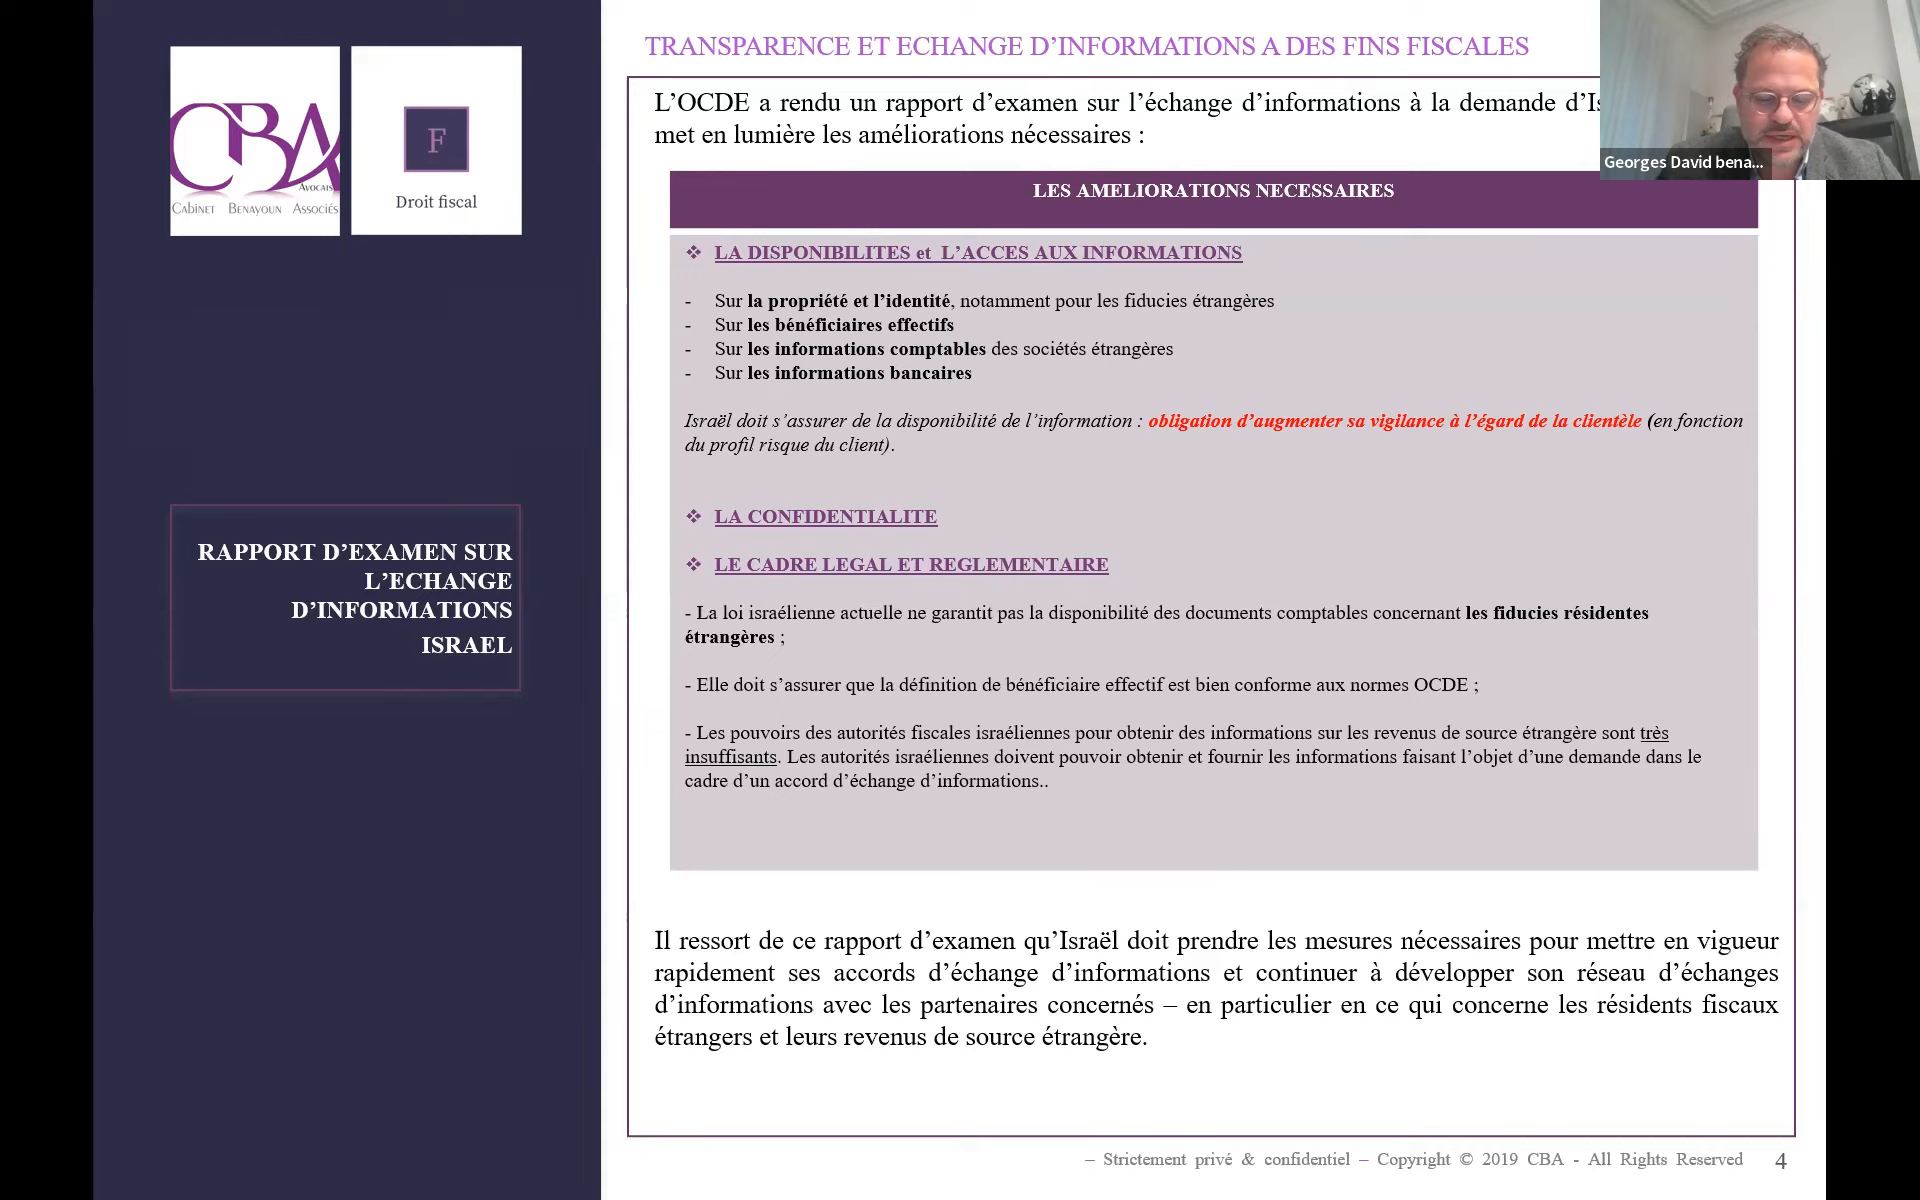 CBA
AVOCATS
CABINET BENAYOUN ASSOCIÉS
F
Droit fiscal
RAPPORT D’EXAMEN SUR
L’ECHANGE
D’INFORMATIONS
ISRAEL
TRANSPARENCE ET ECHANGE D’INFORMATIONS A DES FINS FISCALES
L’OCDE a rendu un rapport d’examen sur l’échange d’informations à la demande
met en lumière les améliorations nécessaires :
Georges David bena...
LES AMELIORATIONS NECESSAIRES
❖ LA DISPONIBILITES et L’ACCES AUX INFORMATIONS
- Sur la propriété et l’identité, notamment pour les fiducies étrangères
- Sur les bénéficiaires effectifs
- Sur les informations comptables des sociétés étrangères
- Sur les informations bancaires
Israël doit s’assurer de la disponibilité de l’information : obligation d’augmenter sa vigilance à l’égard de la clientèle (en fonction
du profil risque du client).
❖ LA CONFIDENTIALITE
❖ LE CADRE LEGAL ET REGLEMENTAIRE
- La loi israélienne actuelle ne garantit pas la disponibilité des documents comptables concernant les fiducies résidentes
étrangères ;
- Elle doit s’assurer que la définition de bénéficiaire effectif est bien conforme aux normes OCDE ;
- Les pouvoirs des autorités fiscales israéliennes pour obtenir des informations sur les revenus de source étrangère sont très
insuffisants. Les autorités israéliennes doivent pouvoir obtenir et fournir les informations faisant l’objet d’une demande dans le
cadre d’un accord d’échange d’informations..
Il ressort de ce rapport d’examen qu’Israël doit prendre les mesures nécessaires pour mettre en vigueur
rapidement ses accords d’échange d’informations et continuer à développer son réseau d’échanges
d’informations avec les partenaires concernés – en particulier en ce qui concerne les résidents fiscaux
étrangers et leurs revenus de source étrangère.
– Strictement privé & confidentiel – Copyright © 2019 CBA - All Rights Reserved 4